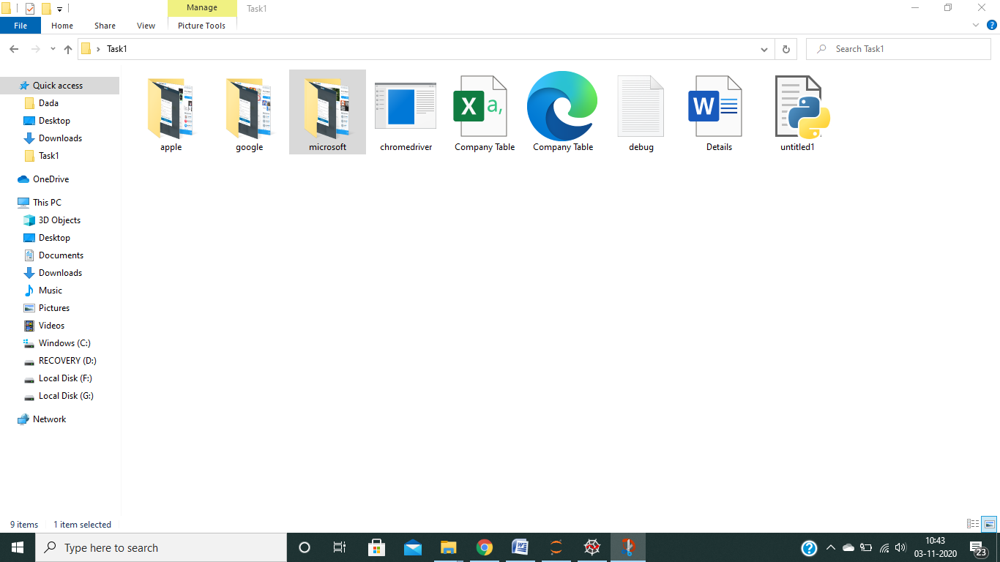 Manage
Task1
File
Home
Share
View
Picture Tools
Task1
Search Task1
Quick access
Dada
Desktop
Downloads
Task1
OneDrive
This PC
3D Objects
Desktop
Documents
Downloads
Music
Pictures
Videos
Windows (C:)
RECOVERY (D:)
Local Disk (F:)
Local Disk (G:)
Network
apple
google
microsoft
chromedriver
X a,
Company Table
Company Table
debug
W
Details
untitled1
9 items
1 item selected
Type here to search
W
10:43
03-11-2020
23